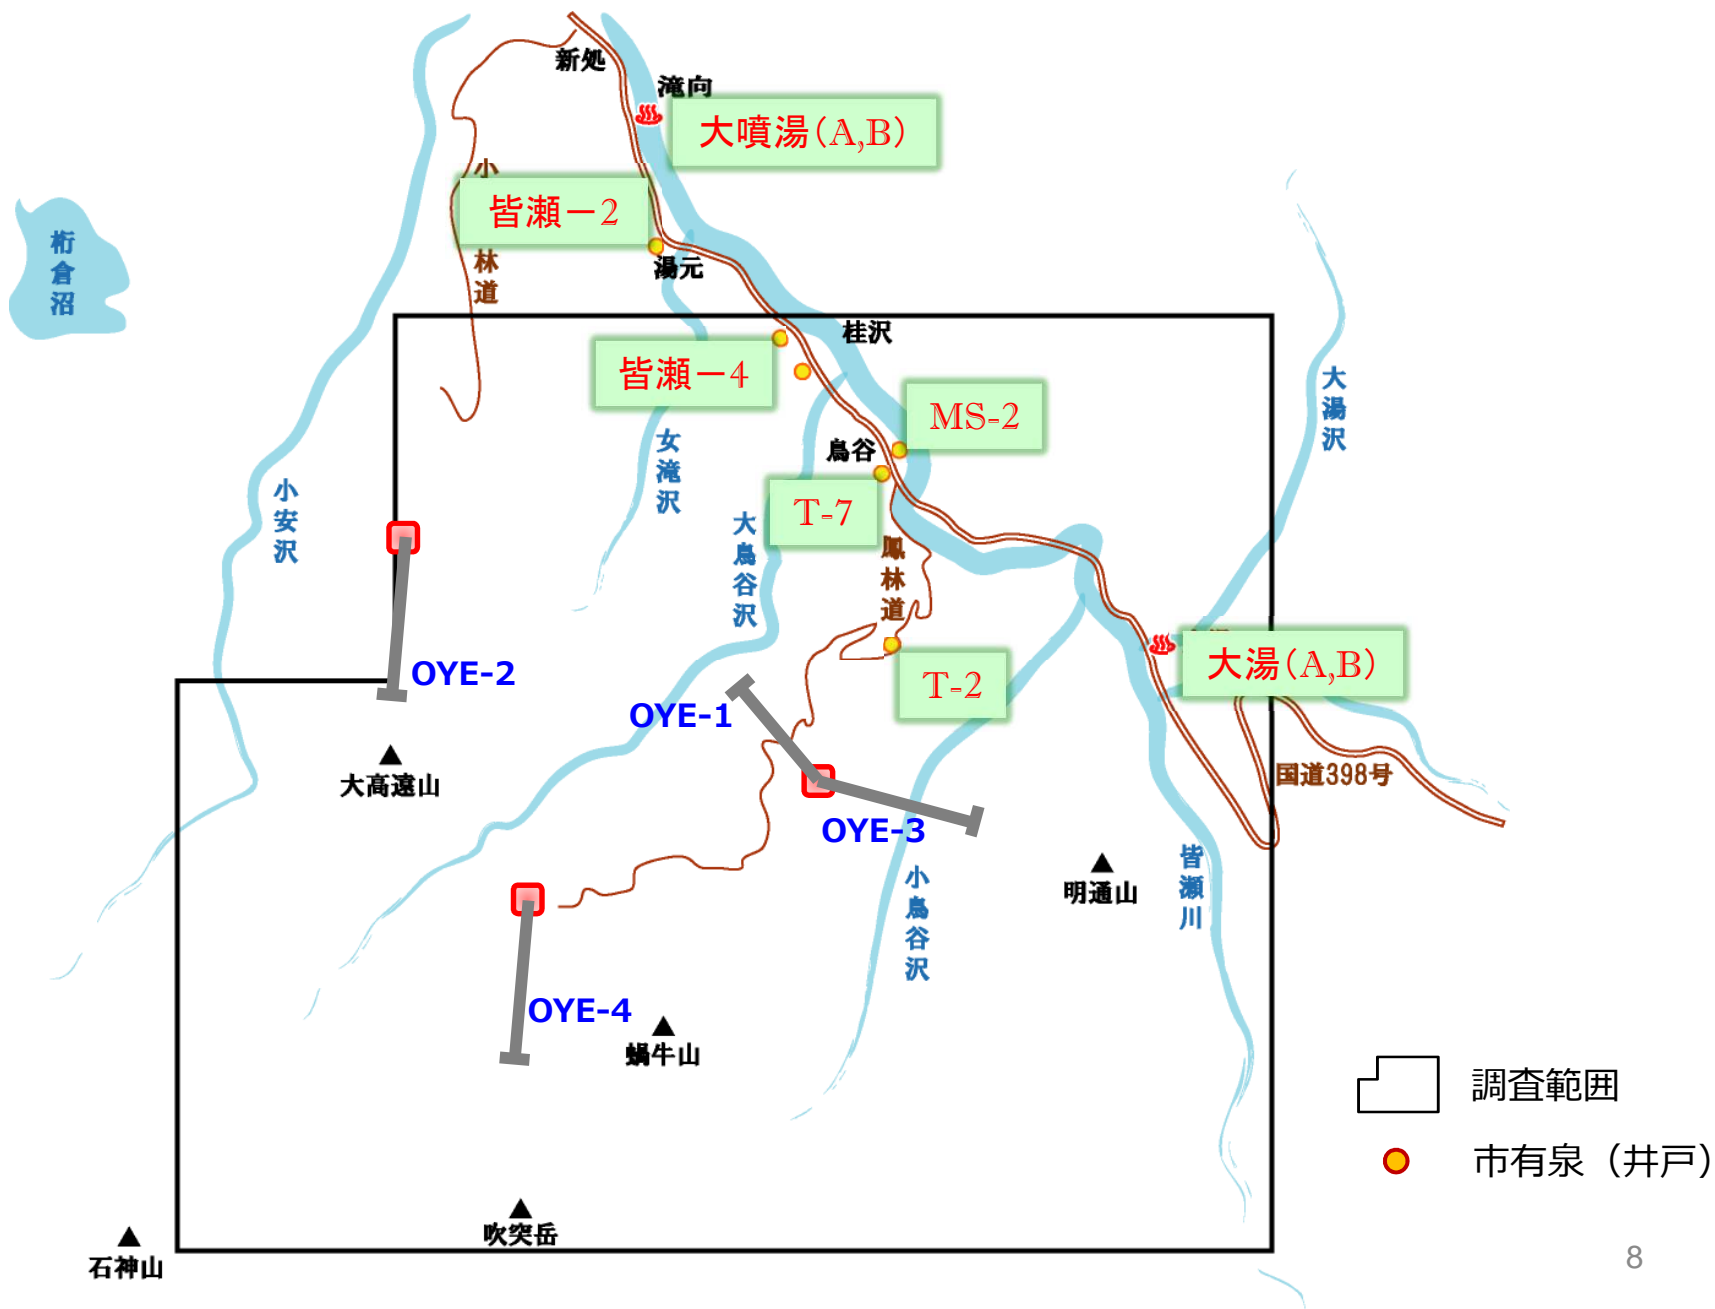 新処
滝向
大噴湯(A,B)
小
皆瀬－2
林道
湯元
桁倉沼
桂沢
皆瀬－4
MS-2
大湯沢
鳥谷
女滝沢
小安沢
T-7
大鳥谷沢
鳳林道
大湯(A,B)
OYE-2
T-2
OYE-1
大高遠山
国道398号
OYE-3
小鳥谷沢
明通山
皆瀬川
OYE-4
蝸牛山
調査範囲
市有泉（井戸）
吹突岳
石神山
8